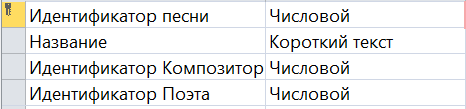 Идентификатор песни Числовой
Название Короткий текст
Идентификатор Композитор Числовой
Идентификатор Поэта Числовой